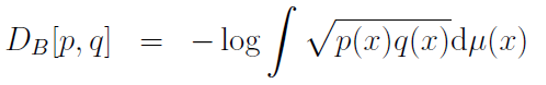 D_B[p, q] = − log ∫ √(p(x)q(x)) dμ(x)